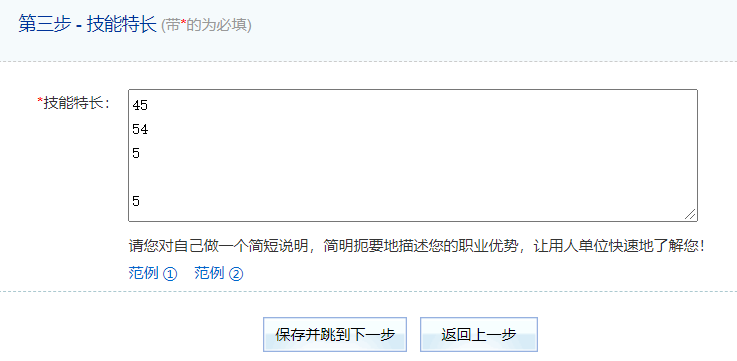 第三步 - 技能特长 (带*的为必填)
*技能特长：
45
54
5
5
请您对自己做一个简短说明，简明扼要地描述您的职业优势，让用人单位快速地了解您！
范例 ① 范例 ②
保存并跳到下一步 返回上一步